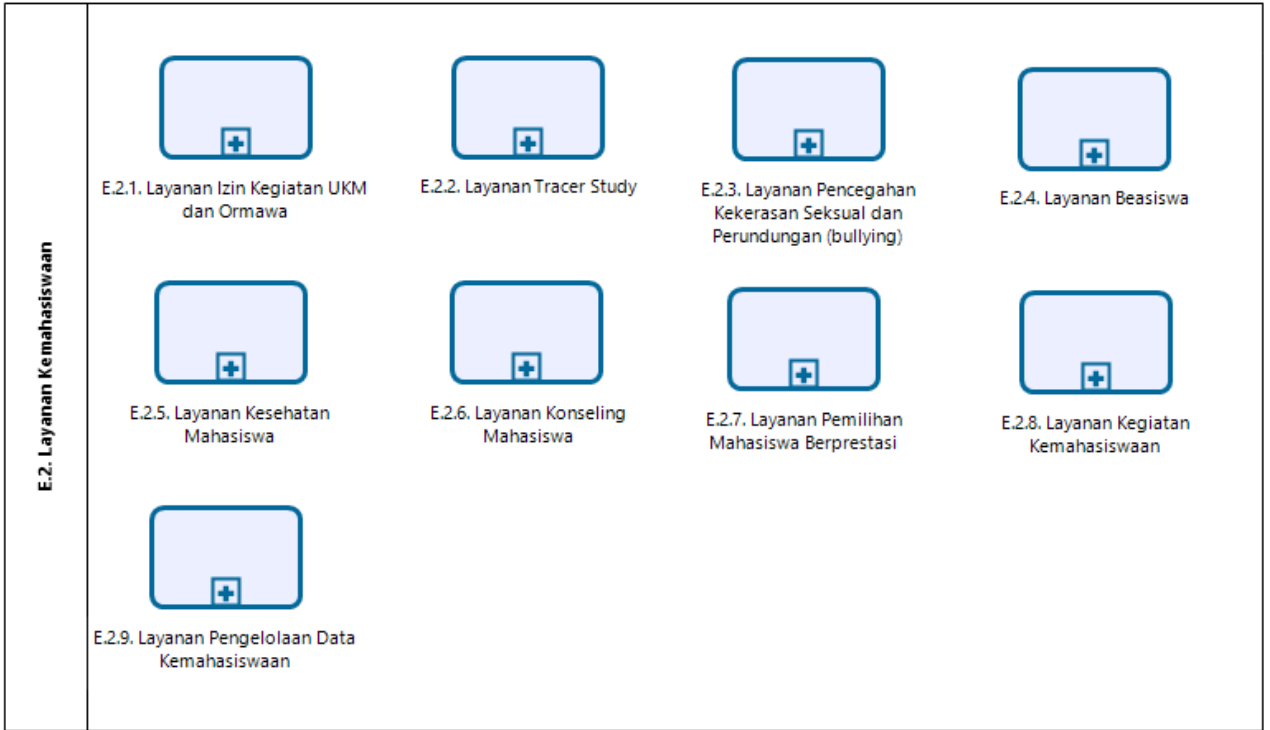 E.2. Layanan Kemahasiswaan
E.2.1. Layanan Izin Kegiatan UKM
dan Ormawa
E.2.2. Layanan Tracer Study
E.2.3. Layanan Pencegahan
Kekerasan Seksual dan
Perundungan (bullying)
E.2.4. Layanan Beasiswa
E.2.5. Layanan Kesehatan
Mahasiswa
E.2.6. Layanan Konseling
Mahasiswa
E.2.7. Layanan Pemilihan
Mahasiswa Berprestasi
E.2.8. Layanan Kegiatan
Kemahasiswaan
E.2.9. Layanan Pengelolaan Data
Kemahasiswaan